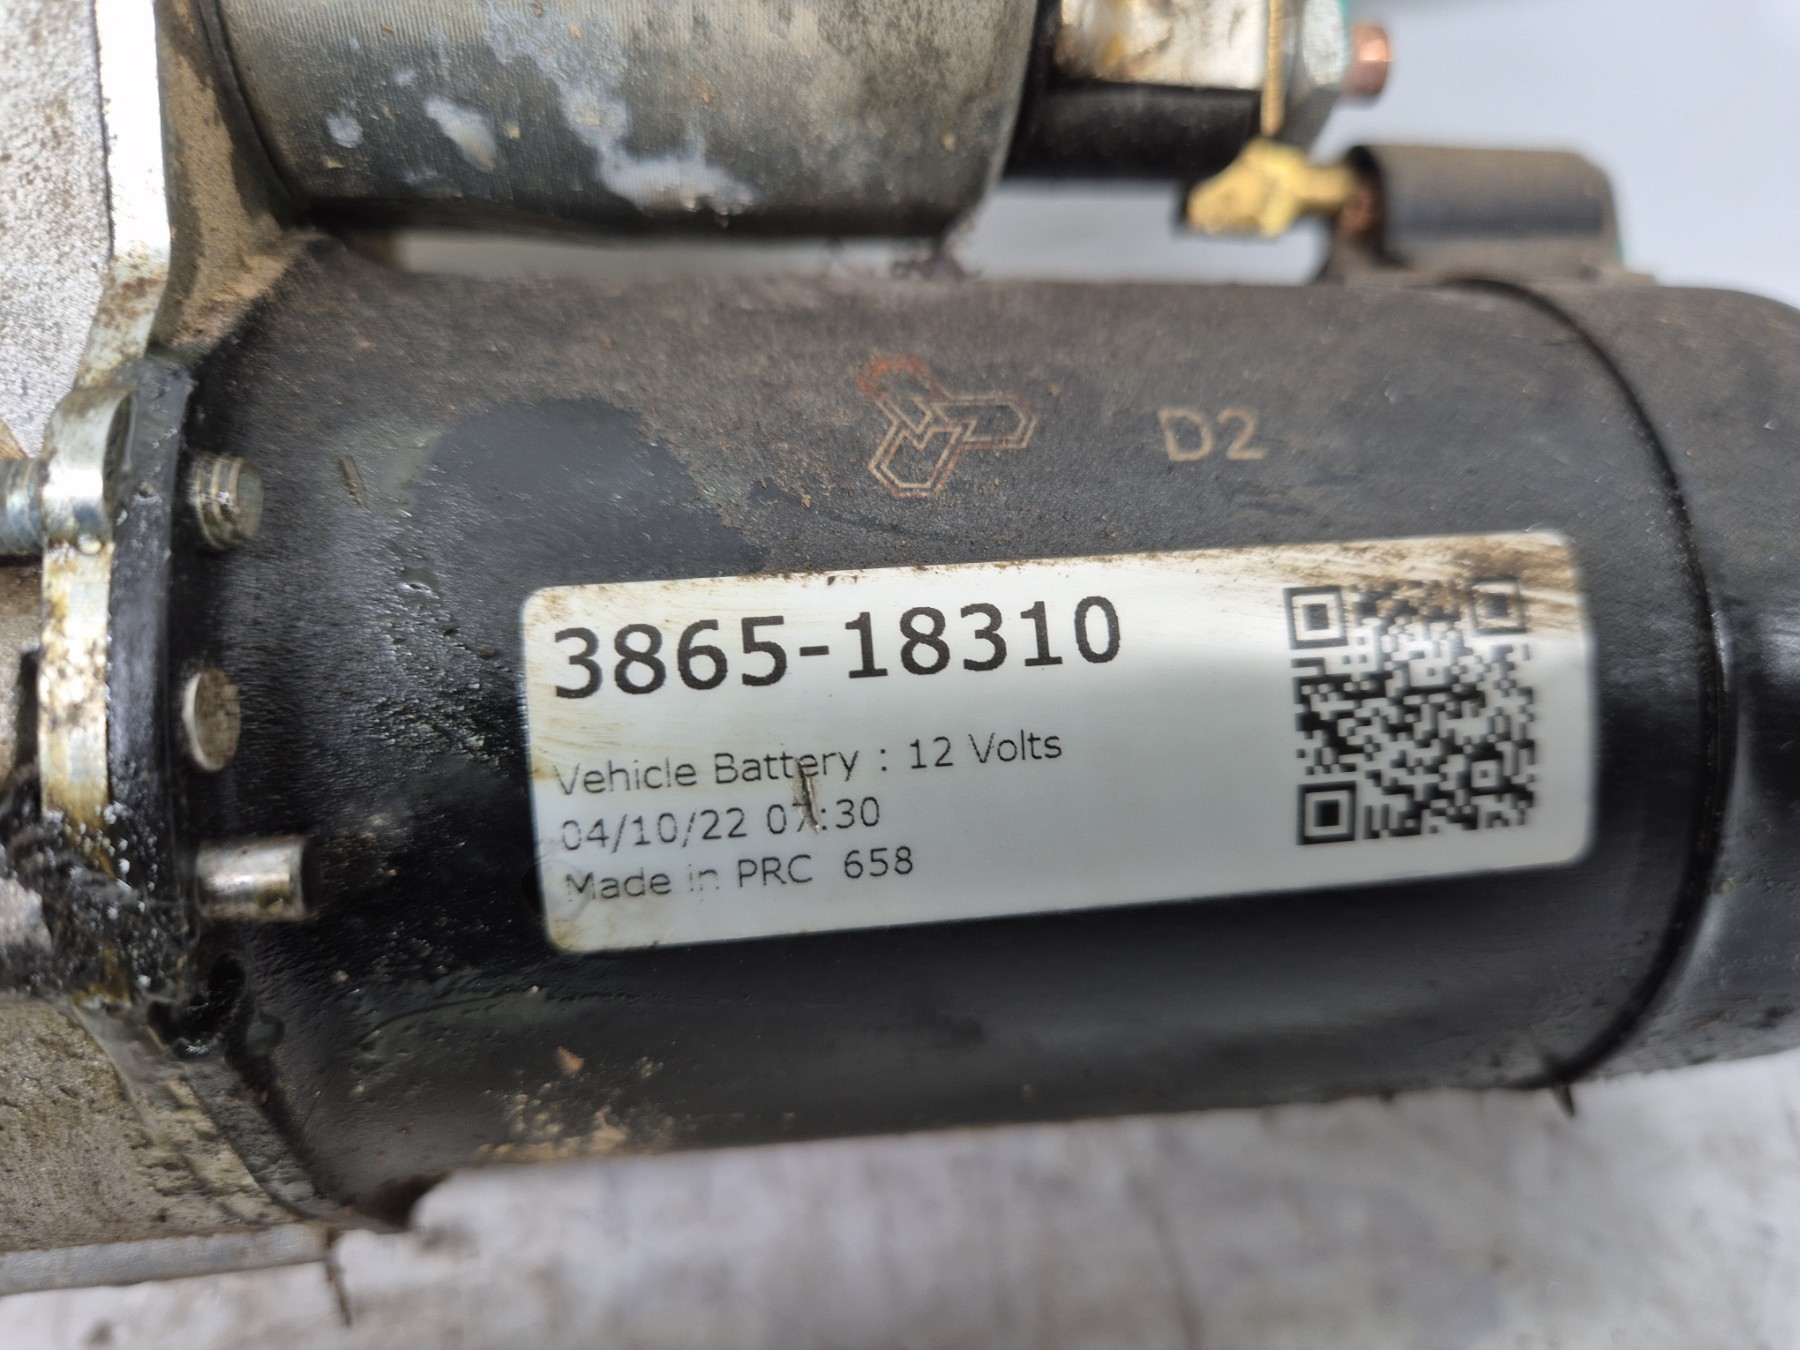 D2
3865-18310
Vehicle Battery : 12 Volts
04/10/22 07:30
Made in PRC 658